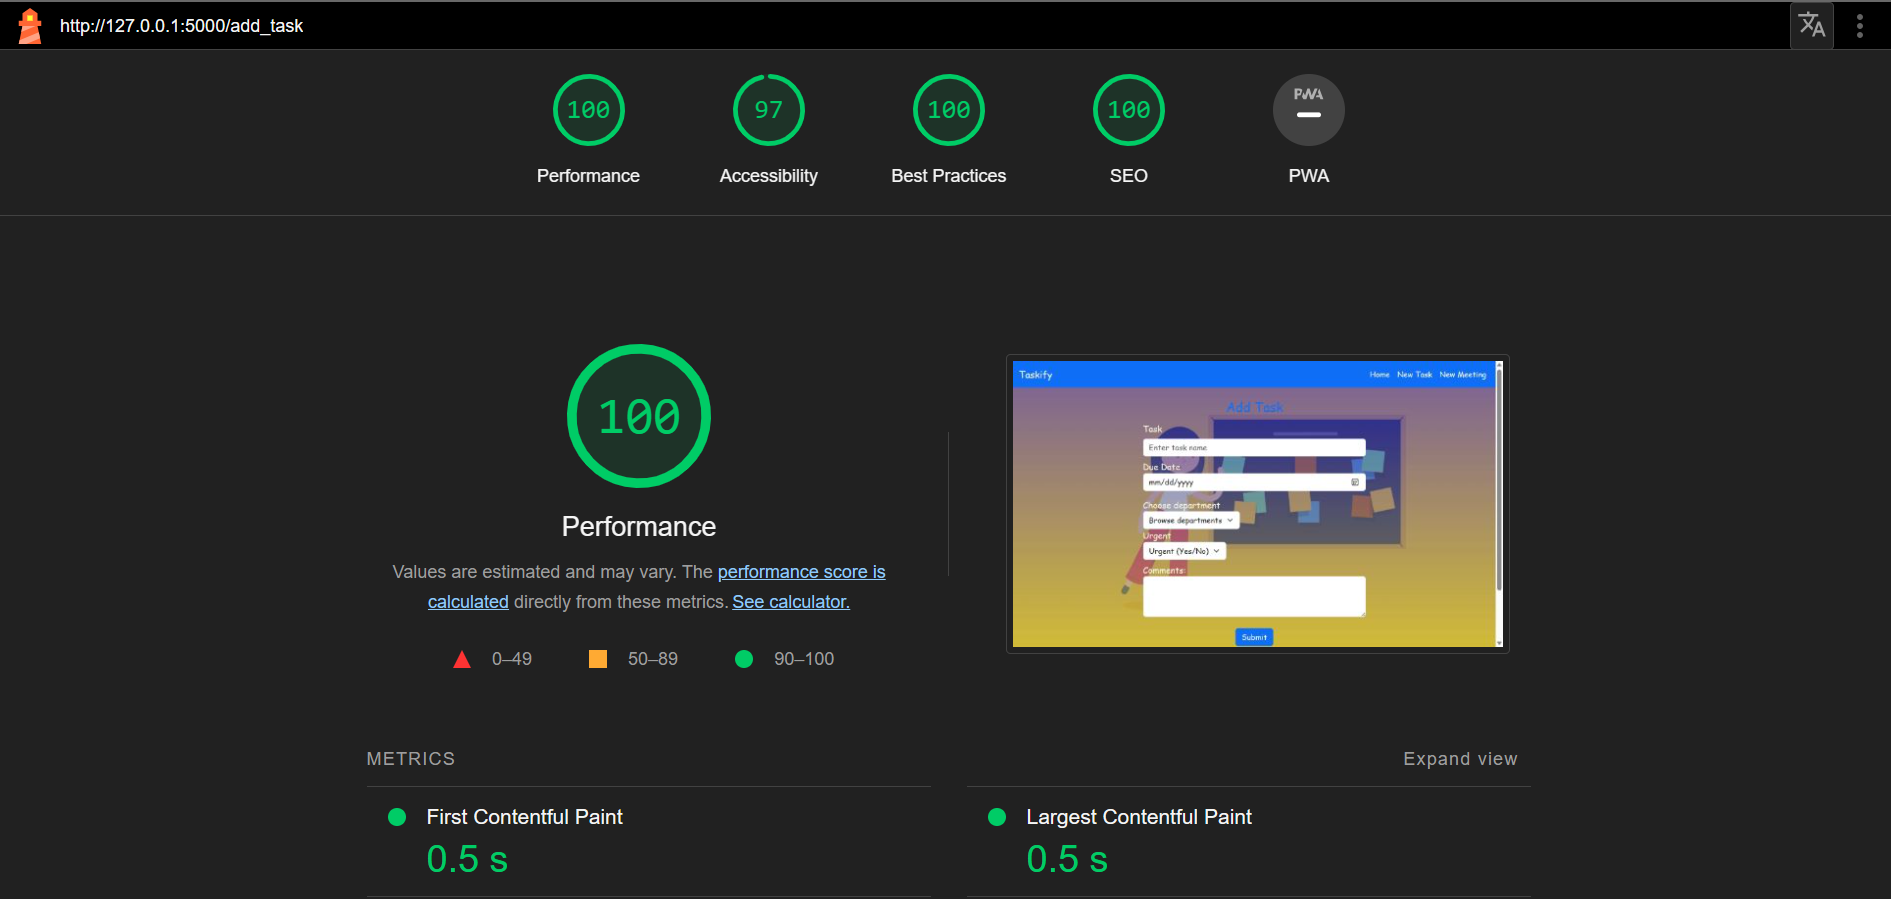 http://127.0.0.1:5000/add_task
100
97
100
100
PWA
Performance
Accessibility
Best Practices
SEO
PWA
100
Performance
Values are estimated and may vary. The performance score is
calculated directly from these metrics. See calculator.
0–49
50–89
90–100
Taskify
Home New Task New Meeting
Add Task
Task
Enter task name
Due Date
mm/dd/yyyy
Choose department
Browse departments
Urgent
Urgent (Yes/No)
Comments:
Submit
METRICS
Expand view
First Contentful Paint
0.5 s
Largest Contentful Paint
0.5 s